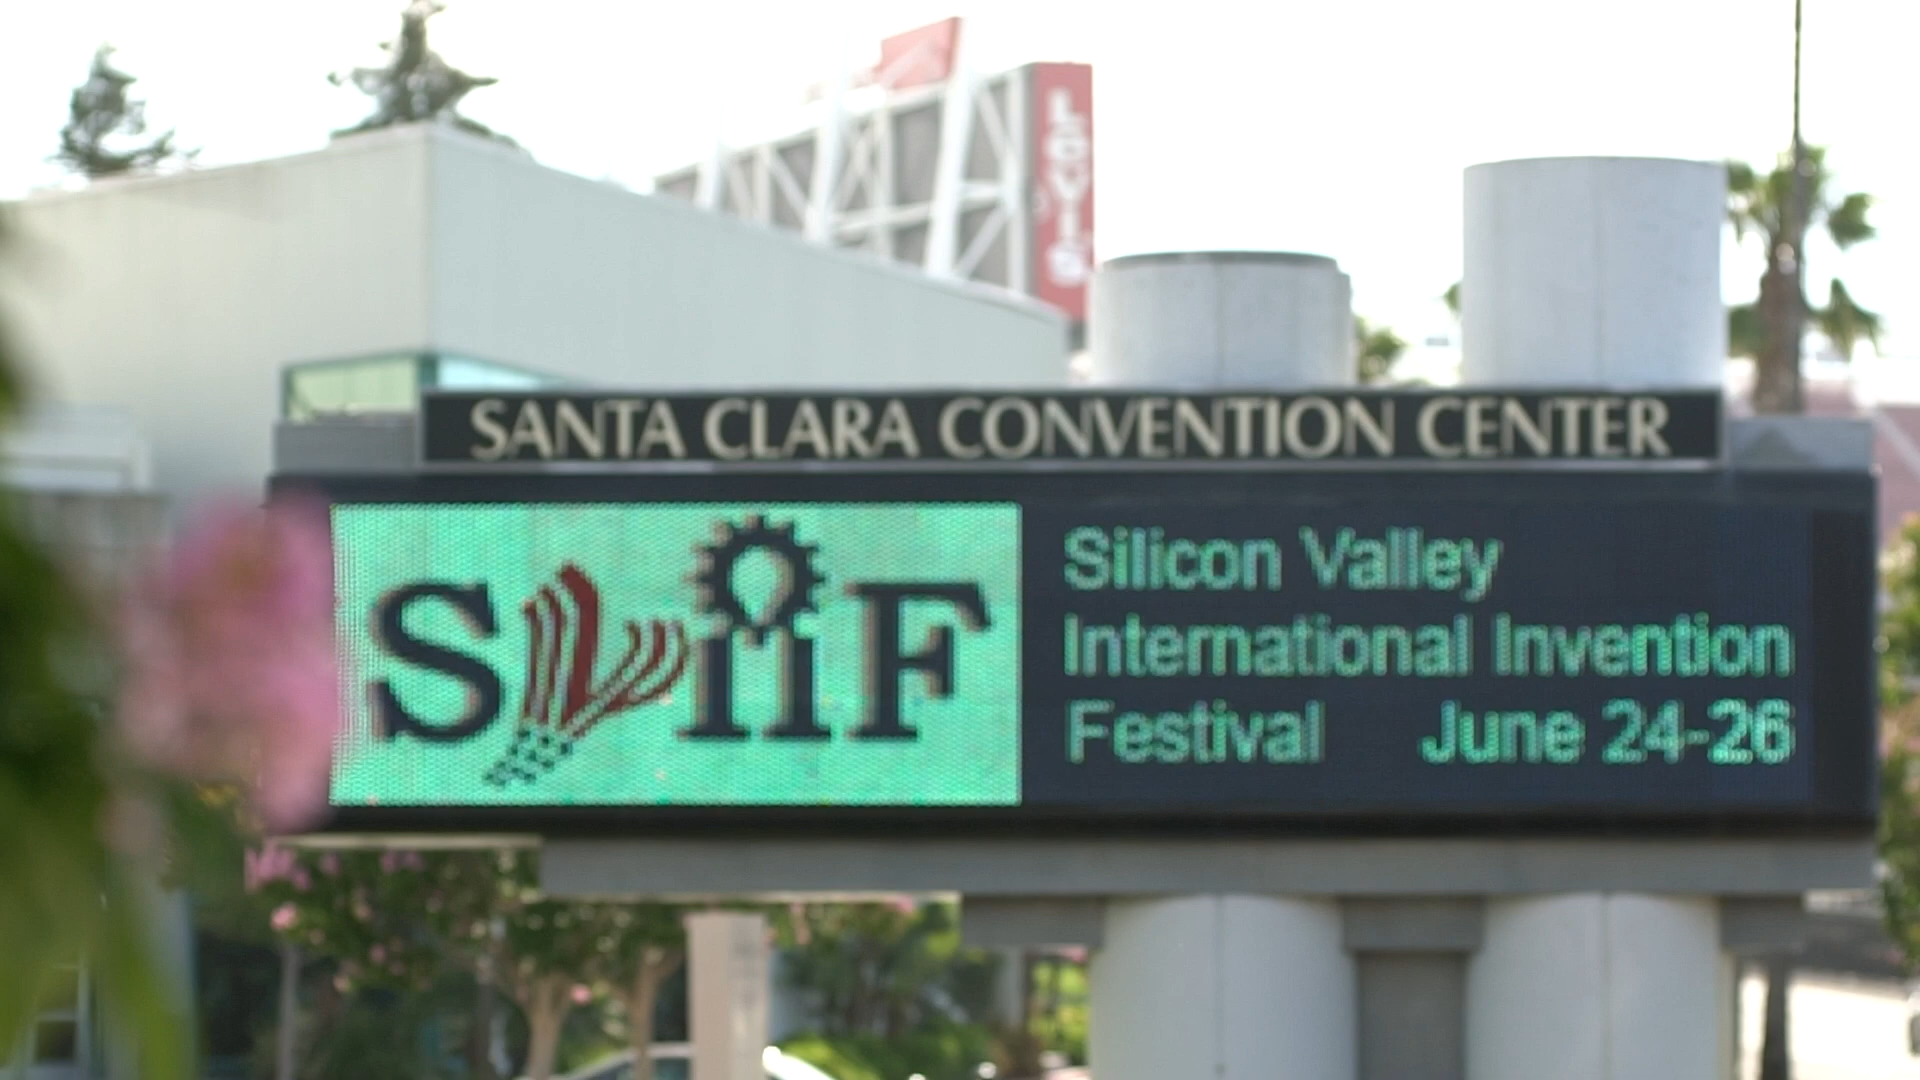 LEVI'S
SANTA CLARA CONVENTION CENTER
SViiF
Silicon Valley
International Invention
Festival June 24-26